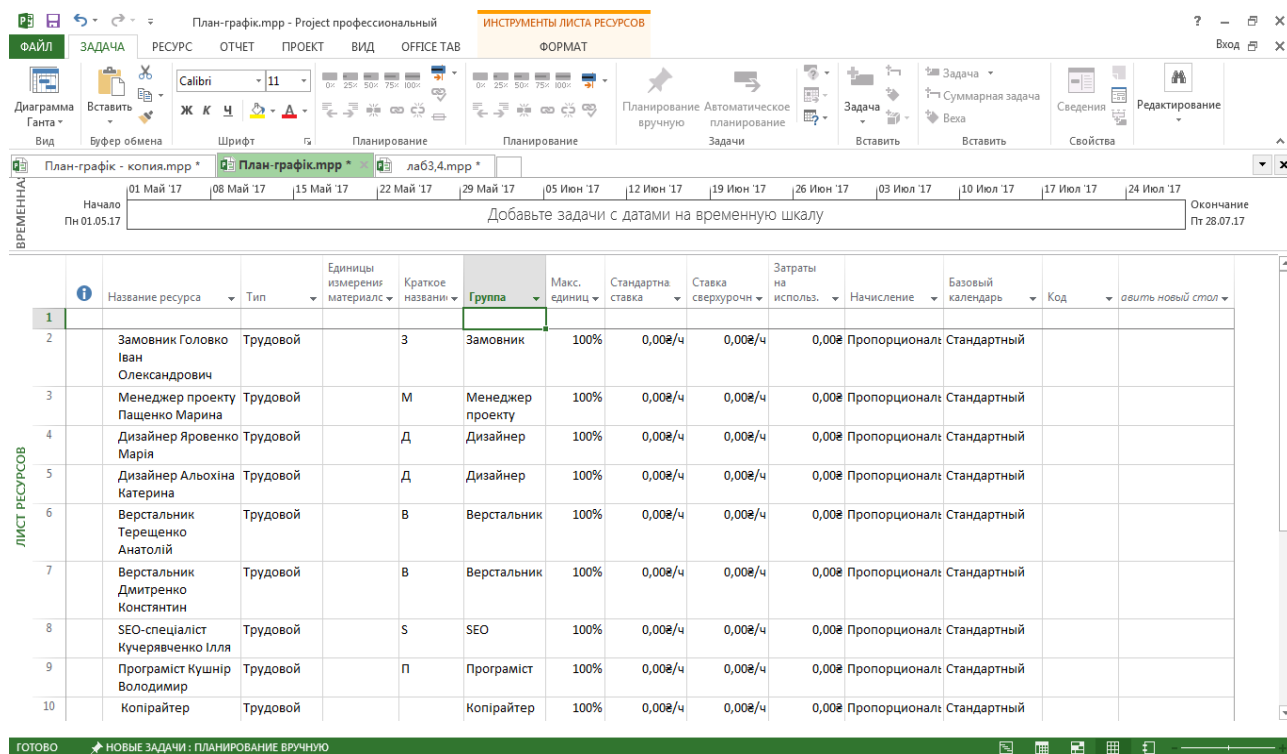 План-графік.mpp - Project профессиональный
ИНСТРУМЕНТЫ ЛИСТА РЕСУРСОВ
?
ФАЙЛ ЗАДАЧА РЕСУРС ОТЧЕТ ПРОЕКТ ВИД OFFICE TAB ФОРМАТ Вход
Диаграмма Ганта
Вставить
Calibri 11
Ж К Ч
0× 25× 50× 75× 100×
0× 25× 50× 75× 100×
Планирование вручную
Автоматическое планирование
Задача
Задача
Суммарная задача
Веха
Сведения
Редактирование
Вид Буфер обмена Шрифт Планирование Планирование Задачи Вставить Вставить Свойства
План-графік - копия.mpp * План-графік.mpp * лаб3,4.mpp *
ВРЕМЕННА
01 Май '17 08 Май '17 15 Май '17 22 Май '17 29 Май '17 05 Июн '17 12 Июн '17 19 Июн '17 26 Июн '17 03 Июл '17 10 Июл '17 17 Июл '17 24 Июл '17
Начало
Пн 01.05.17
Добавьте задачи с датами на временную шкалу
Окончание
Пт 28.07.17
ЛИСТ РЕСУРСОВ
Название ресурса Тип Единицы измерения материалс Краткое названи Группа Макс. единиц Стандартна ставка Ставка сверхурочн Затраты на использ. Начисление Базовый календарь Код авить новый стол
1
2 Замовник Головко Трудовой З Замовник 100% 0,00₴/ч 0,00₴/ч 0,00₴ Пропорциональ Стандартный
Іван
Олександрович
3 Менеджер проекту Трудовой М Менеджер 100% 0,00₴/ч 0,00₴/ч 0,00₴ Пропорциональ Стандартный
Пащенко Марина проекту
4 Дизайнер Яровенко Трудовой Д Дизайнер 100% 0,00₴/ч 0,00₴/ч 0,00₴ Пропорциональ Стандартный
Марія
5 Дизайнер Альохіна Трудовой Д Дизайнер 100% 0,00₴/ч 0,00₴/ч 0,00₴ Пропорциональ Стандартный
Катерина
6 Верстальник Трудовой В Верстальник 100% 0,00₴/ч 0,00₴/ч 0,00₴ Пропорциональ Стандартный
Терещенко
Анатолій
7 Верстальник Трудовой В Верстальник 100% 0,00₴/ч 0,00₴/ч 0,00₴ Пропорциональ Стандартный
Дмитренко
Констянтин
8 SEO-спеціаліст Трудовой S SEO 100% 0,00₴/ч 0,00₴/ч 0,00₴ Пропорциональ Стандартный
Кучерявченко Ілля
9 Програміст Кушнір Трудовой П Програміст 100% 0,00₴/ч 0,00₴/ч 0,00₴ Пропорциональ Стандартный
Володимир
10 Копірайтер Трудовой Копірайтер 100% 0,00₴/ч 0,00₴/ч 0,00₴ Пропорциональ Стандартный
ГОТОВО НОВЫЕ ЗАДАЧИ : ПЛАНИРОВАНИЕ ВРУЧНУЮ